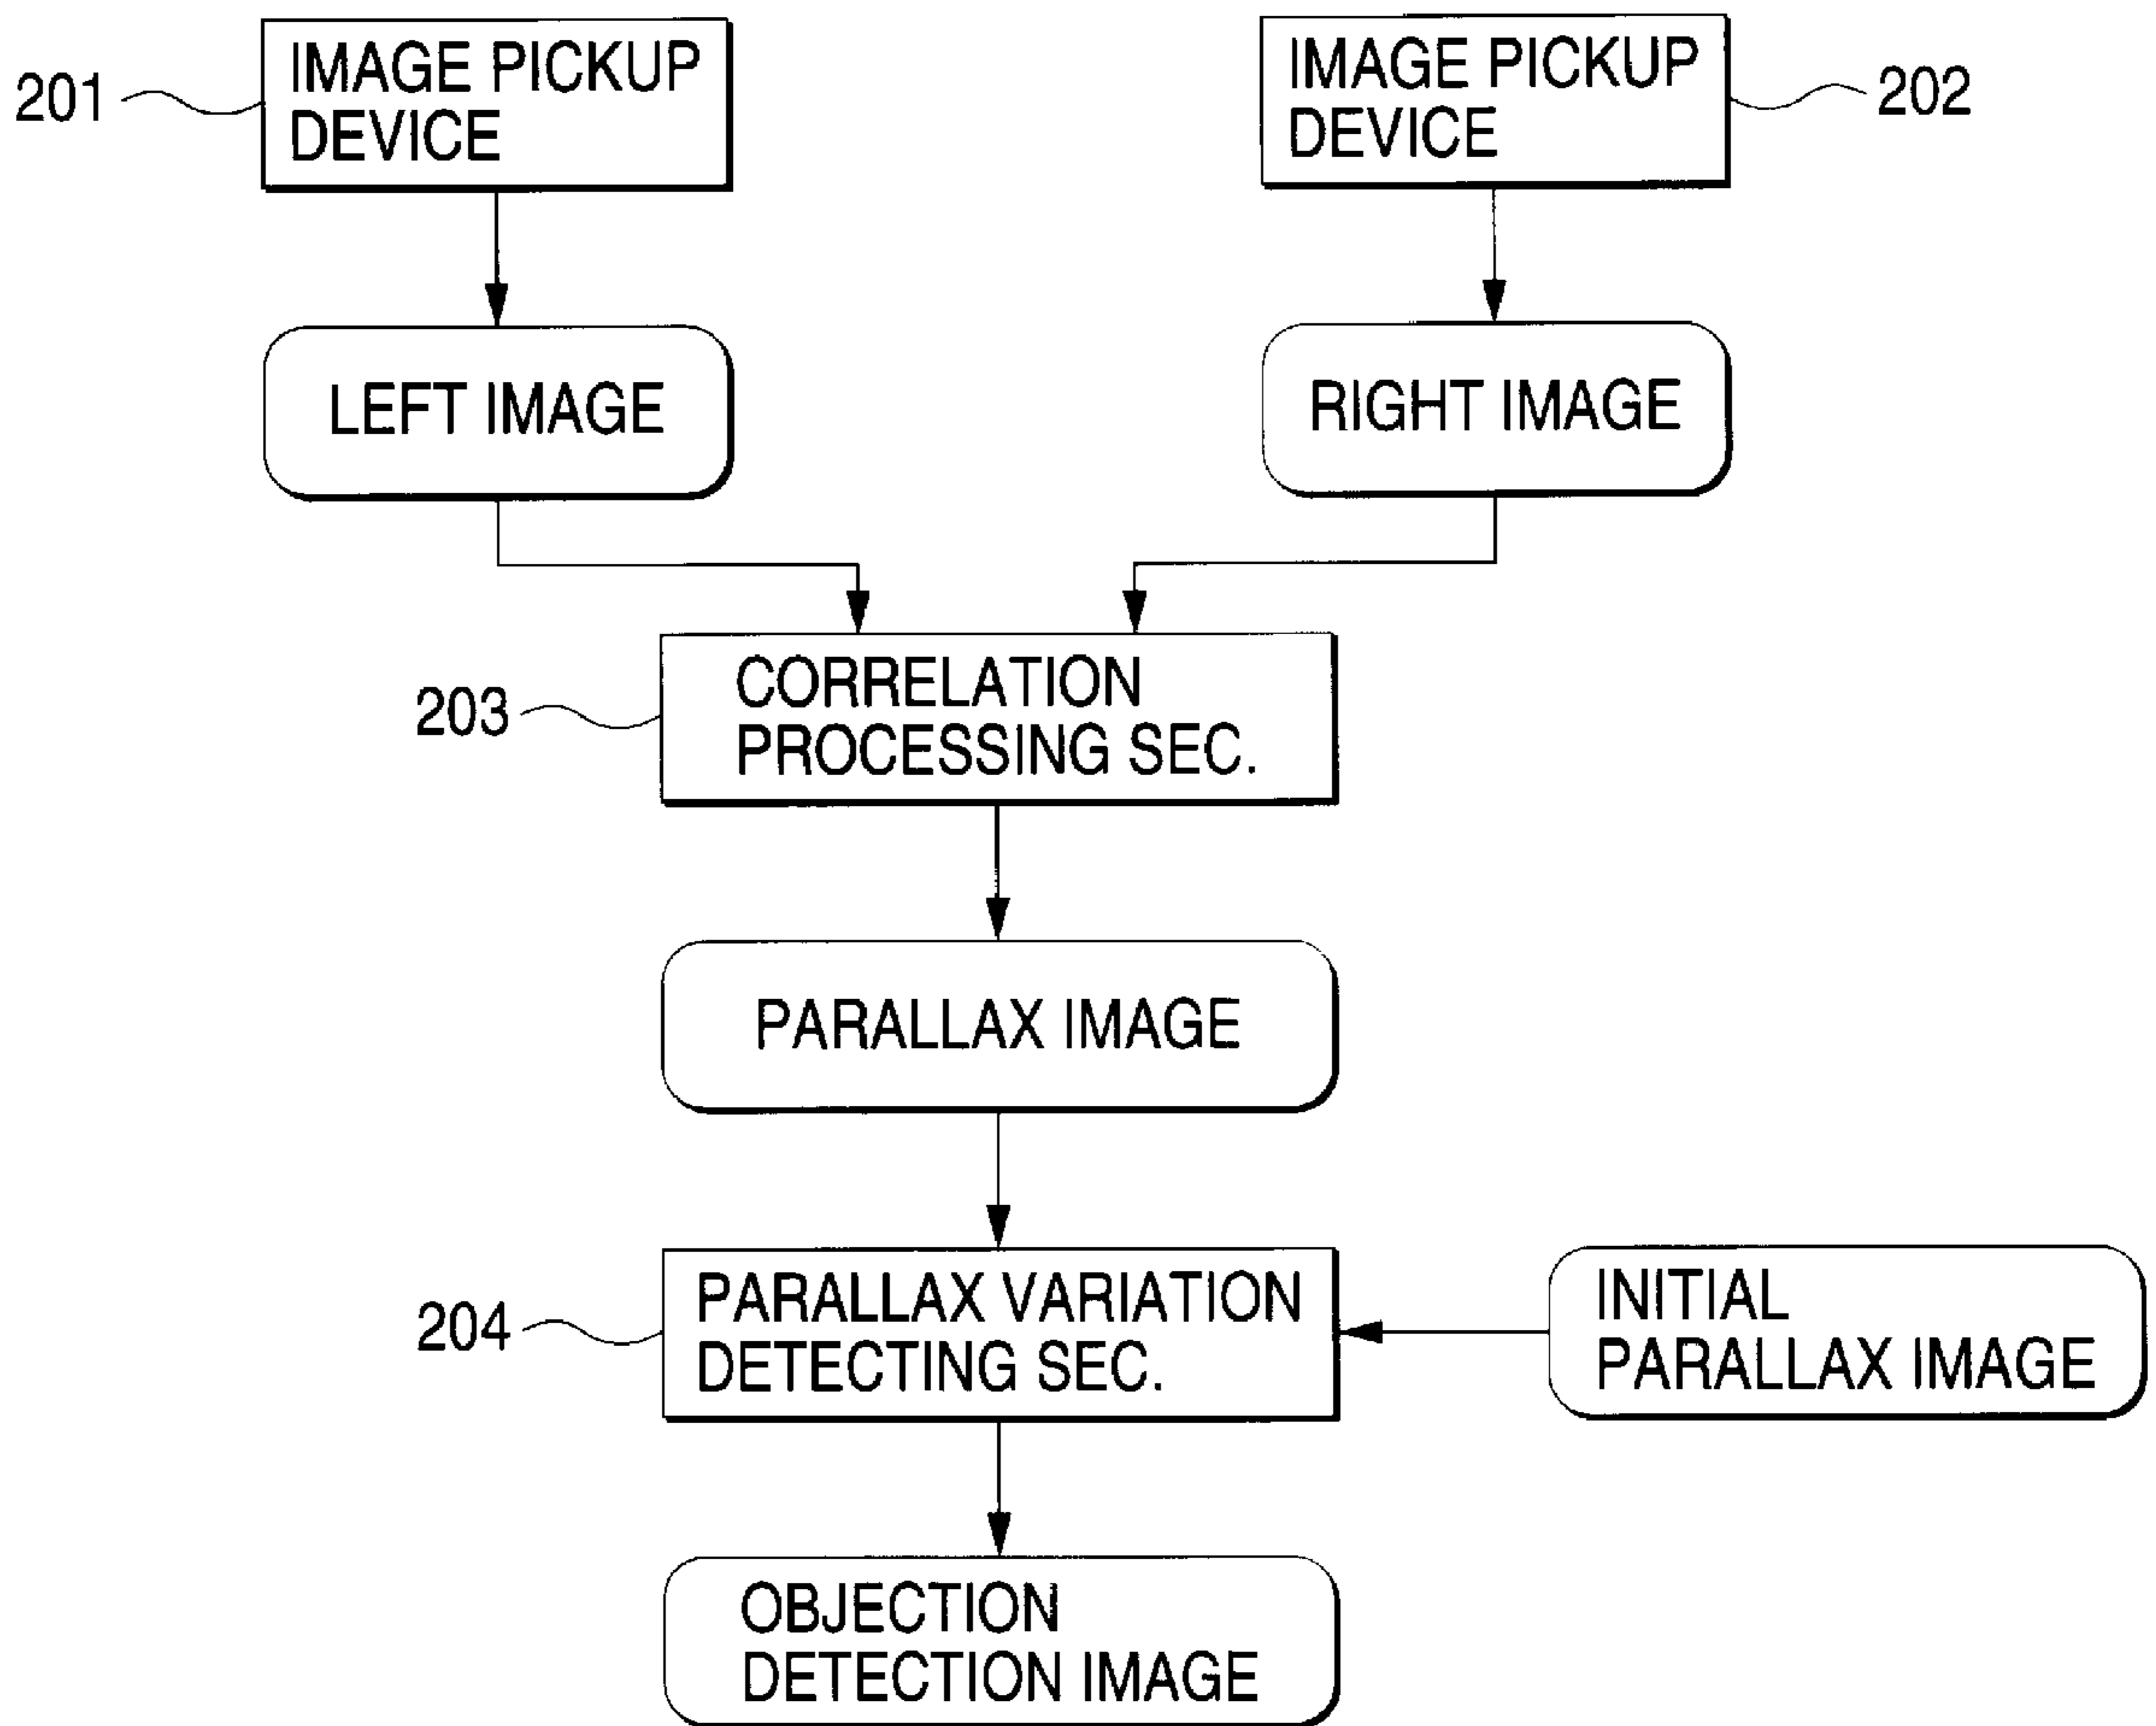 201
IMAGE PICKUP
DEVICE
IMAGE PICKUP
DEVICE
202
LEFT IMAGE
RIGHT IMAGE
203
CORRELATION
PROCESSING SEC.
PARALLAX IMAGE
204
PARALLAX VARIATION
DETECTING SEC.
INITIAL
PARALLAX IMAGE
OBJECTION
DETECTION IMAGE